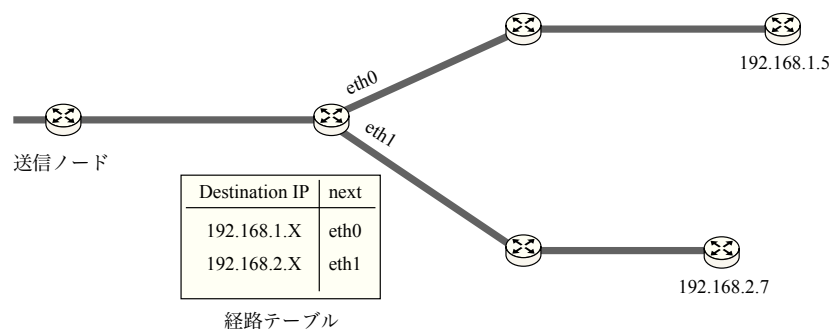 eth0
192.168.1.5
eth1
送信ノード
Destination IP next
192.168.1.X eth0
192.168.2.X eth1
192.168.2.7
経路テーブル